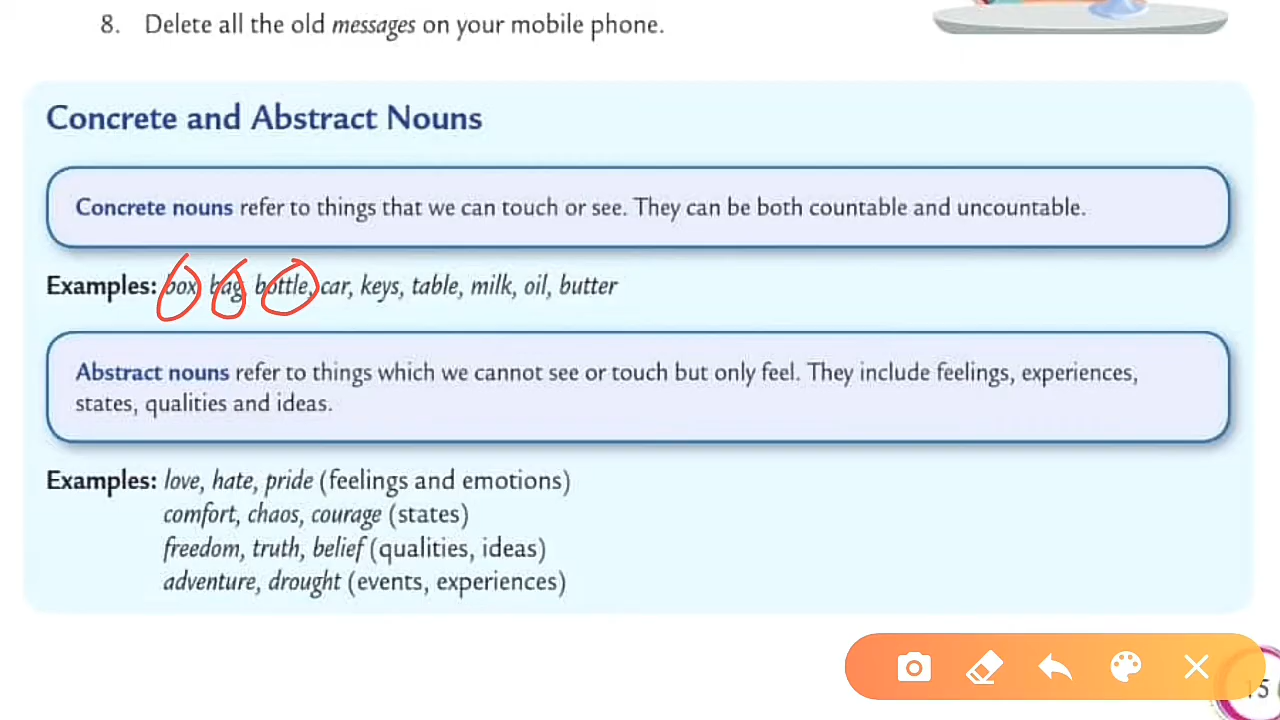 8. Delete all the old messages on your mobile phone.
Concrete and Abstract Nouns
Concrete nouns refer to things that we can touch or see. They can be both countable and uncountable.
Examples: box, bag, bottle, car, keys, table, milk, oil, butter
Abstract nouns refer to things which we cannot see or touch but only feel. They include feelings, experiences,
states, qualities and ideas.
Examples: love, hate, pride (feelings and emotions)
comfort, chaos, courage (states)
freedom, truth, belief (qualities, ideas)
adventure, drought (events, experiences)
15